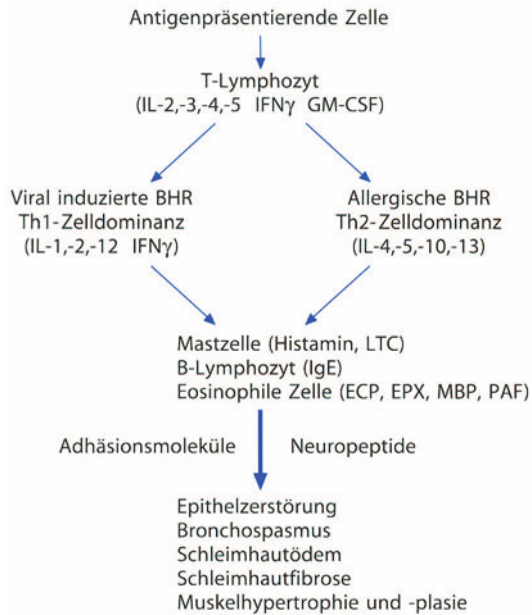 Antigenpräsentierende Zelle
T-Lymphozyt
(IL-2,-3,-4,-5 IFNγ GM-CSF)
Viral induzierte BHR
Th1-Zelldominanz
(IL-1,-2,-12 IFNγ)
Allergische BHR
Th2-Zelldominanz
(IL-4,-5,-10,-13)
Mastzelle (Histamin, LTC)
B-Lymphozyt (IgE)
Eosinophile Zelle (ECP, EPX, MBP, PAF)
Adhäsionsmoleküle
Neuropeptide
Epithelzerstörung
Bronchospasmus
Schleimhautödem
Schleimhautfibrose
Muskelhypertrophie und -plasie